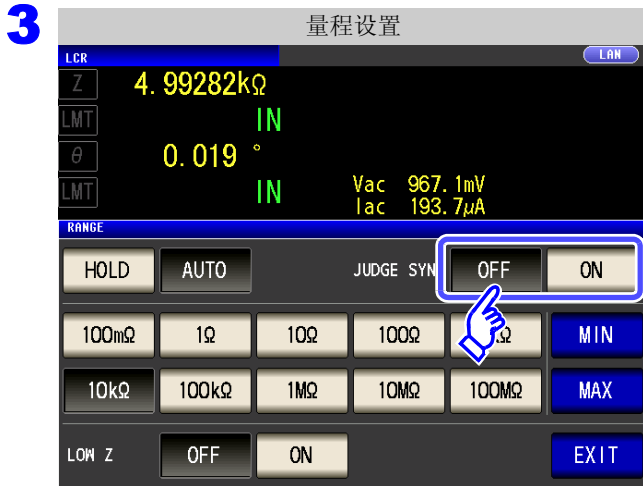 3
量程设置
LCR
LAN
Z 4.99282kΩ
LMT IN
θ 0.019 °
LMT IN
Vac 967.1mV
Iac 193.7μA
RANGE
HOLD AUTO JUDGE SYN OFF ON
100mΩ 1Ω 10Ω 100Ω Ω MIN
10kΩ 100kΩ 1MΩ 10MΩ 100MΩ MAX
LOW Z OFF ON EXIT